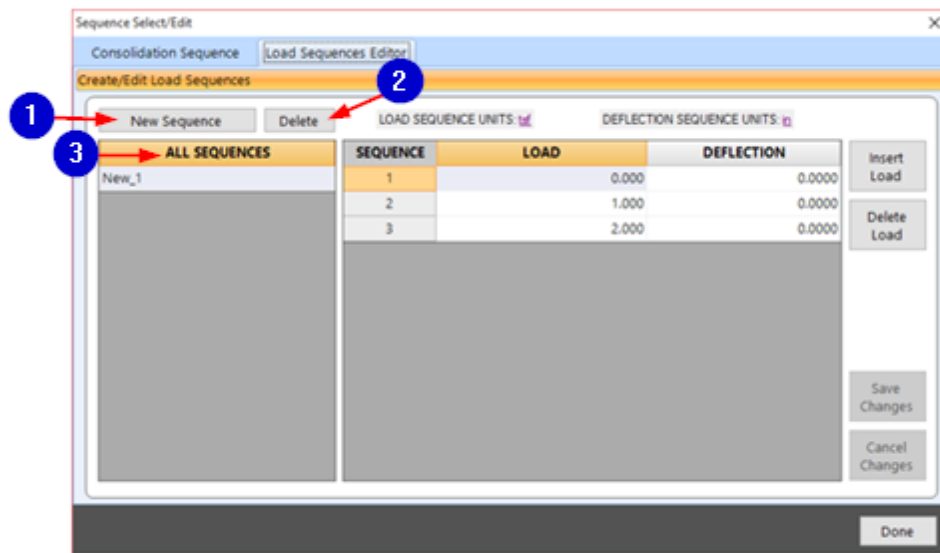 Sequence Select/Edit
Consolidation Sequence Load Sequences Editor
Create/Edit Load Sequences
1 2 3
New Sequence Delete LOAD SEQUENCE UNITS: tsf DEFLECTION SEQUENCE UNITS: in
ALL SEQUENCES SEQUENCE LOAD DEFLECTION
New_1 1 0.000 0.0000
2 1.000 0.0000
3 2.000 0.0000
Insert
Load
Delete
Load
Save
Changes
Cancel
Changes
Done